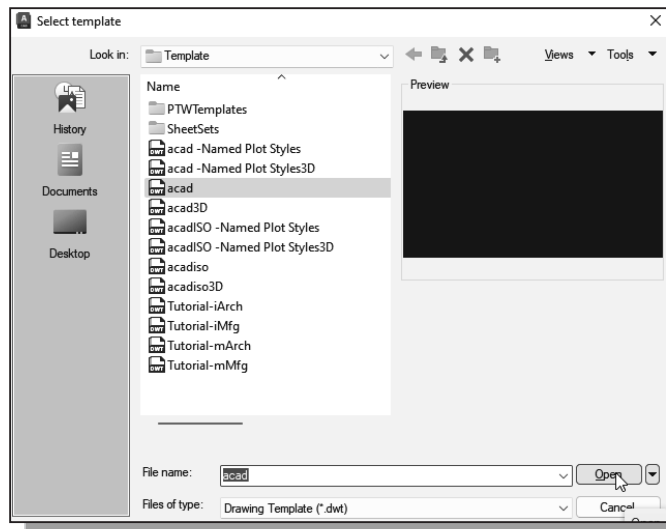 Select template
Look in: Template Views Tools
Name
Preview
PTWTemplates
SheetSets
acad -Named Plot Styles
acad -Named Plot Styles3D
acad
acad3D
acadISO -Named Plot Styles
acadISO -Named Plot Styles3D
acadiso
acadiso3D
Tutorial-iArch
Tutorial-iMfg
Tutorial-mArch
Tutorial-mMfg
History
Documents
Desktop
File name: acad Open
Files of type: Drawing Template (*.dwt) Cancel